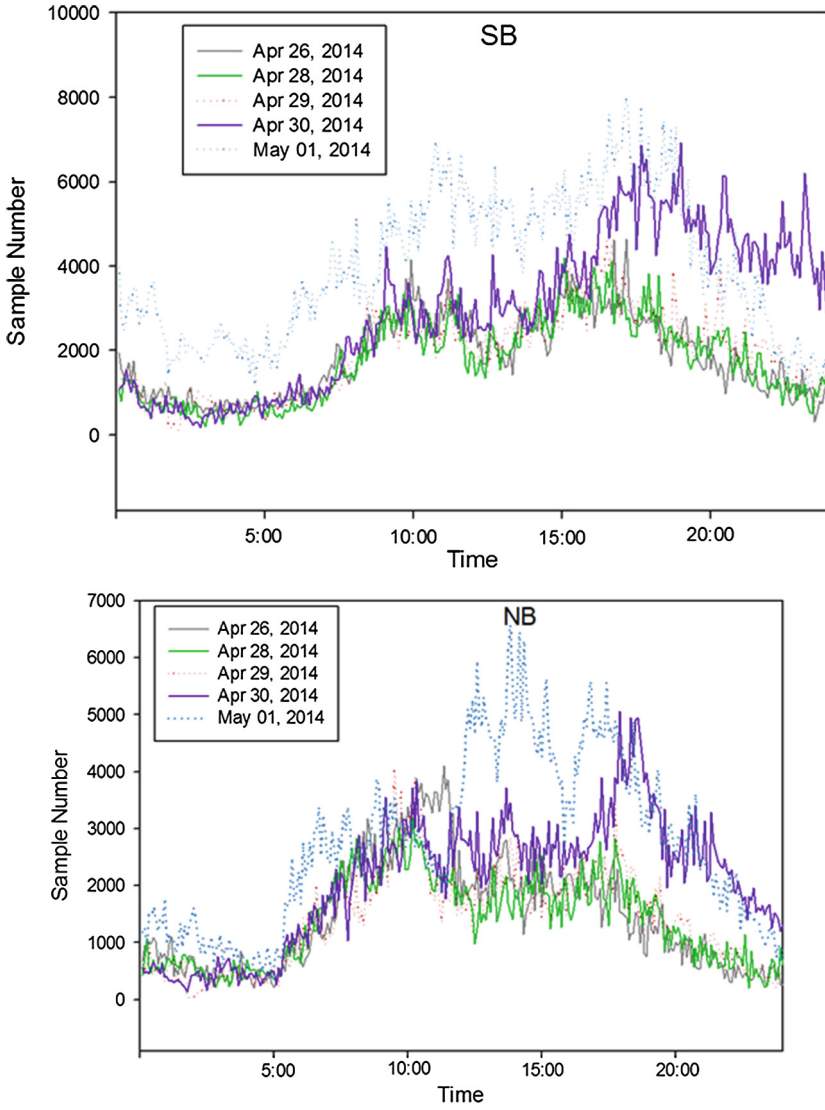 SB
10000
8000
6000
4000
2000
0
Sample Number
Apr 26, 2014
Apr 28, 2014
Apr 29, 2014
Apr 30, 2014
May 01, 2014
5:00 10:00 15:00 20:00
Time
NB
7000
6000
5000
4000
3000
2000
1000
0
Sample Number
Apr 26, 2014
Apr 28, 2014
Apr 29, 2014
Apr 30, 2014
May 01, 2014
5:00 10:00 15:00 20:00
Time